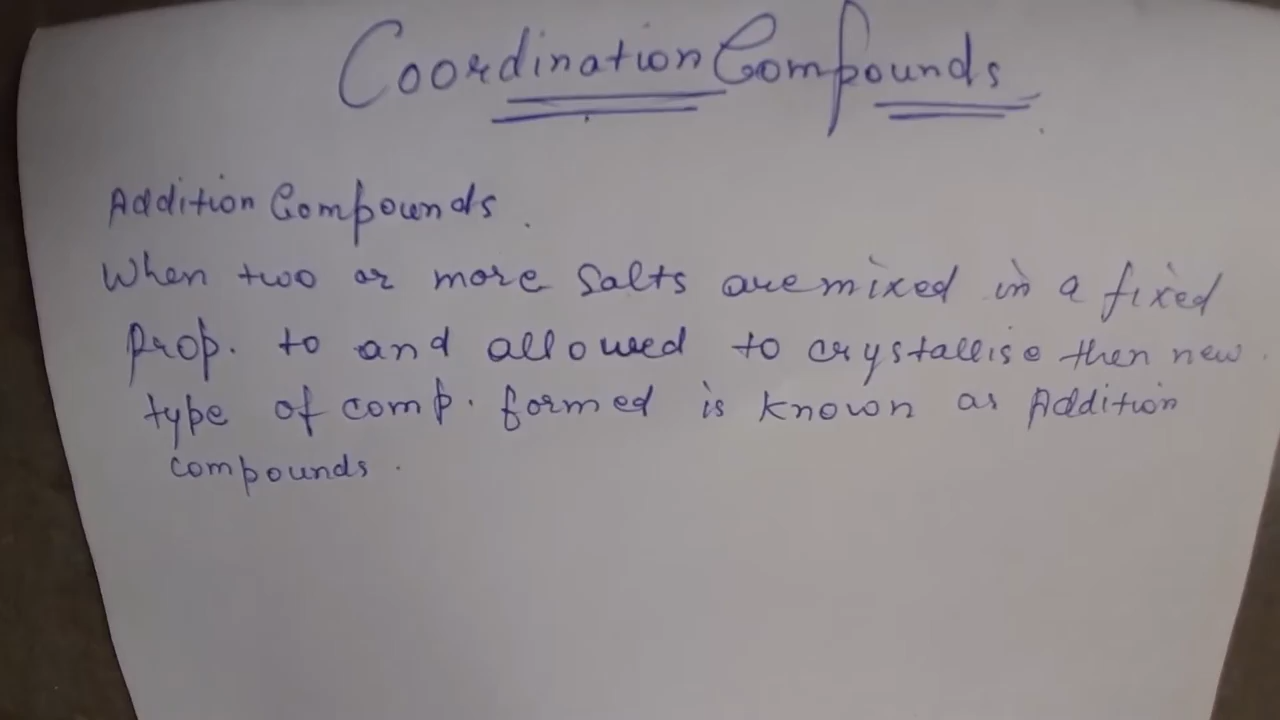 Coordination Compounds
Addition Compounds.
When two or more salts are mixed in a fixed
Prop. to and allowed to crystallise then new
type of comp. formed is known as Addition
compounds.